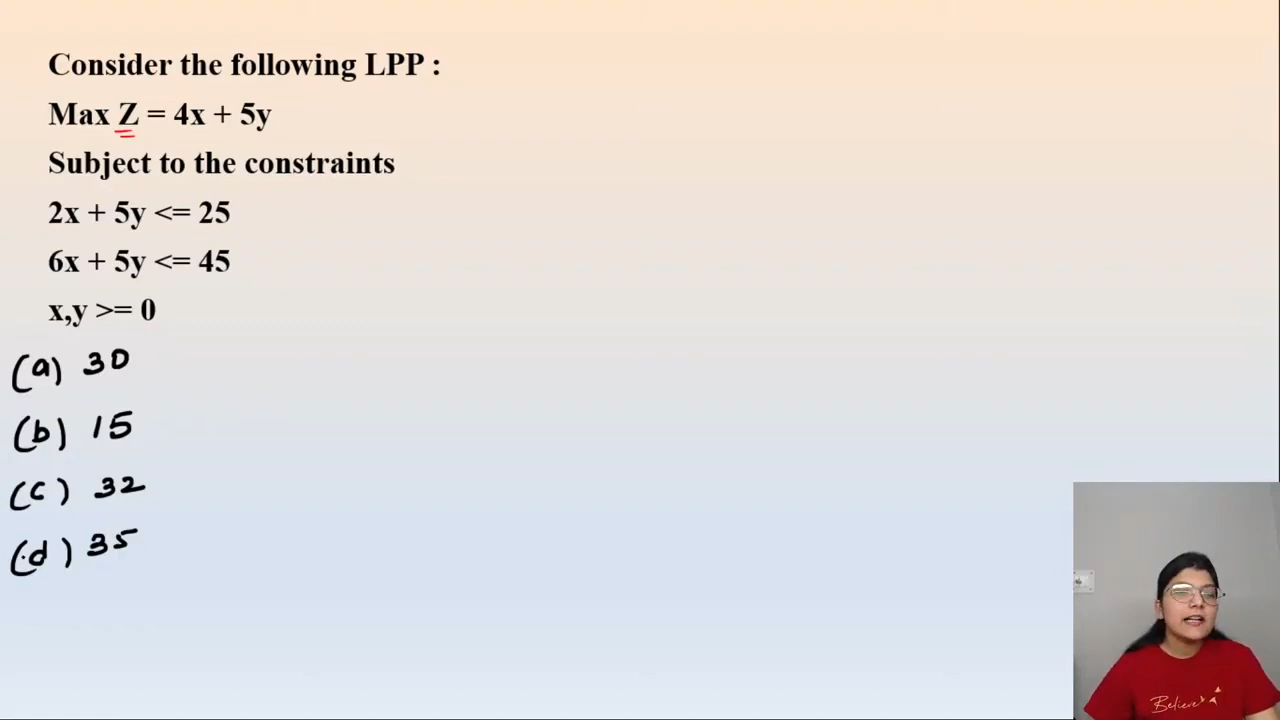 Consider the following LPP :
Max Z = 4x + 5y
Subject to the constraints
2x + 5y <= 25
6x + 5y <= 45
x,y >= 0
(a) 30
(b) 15
(c) 32
(d) 35
Believe